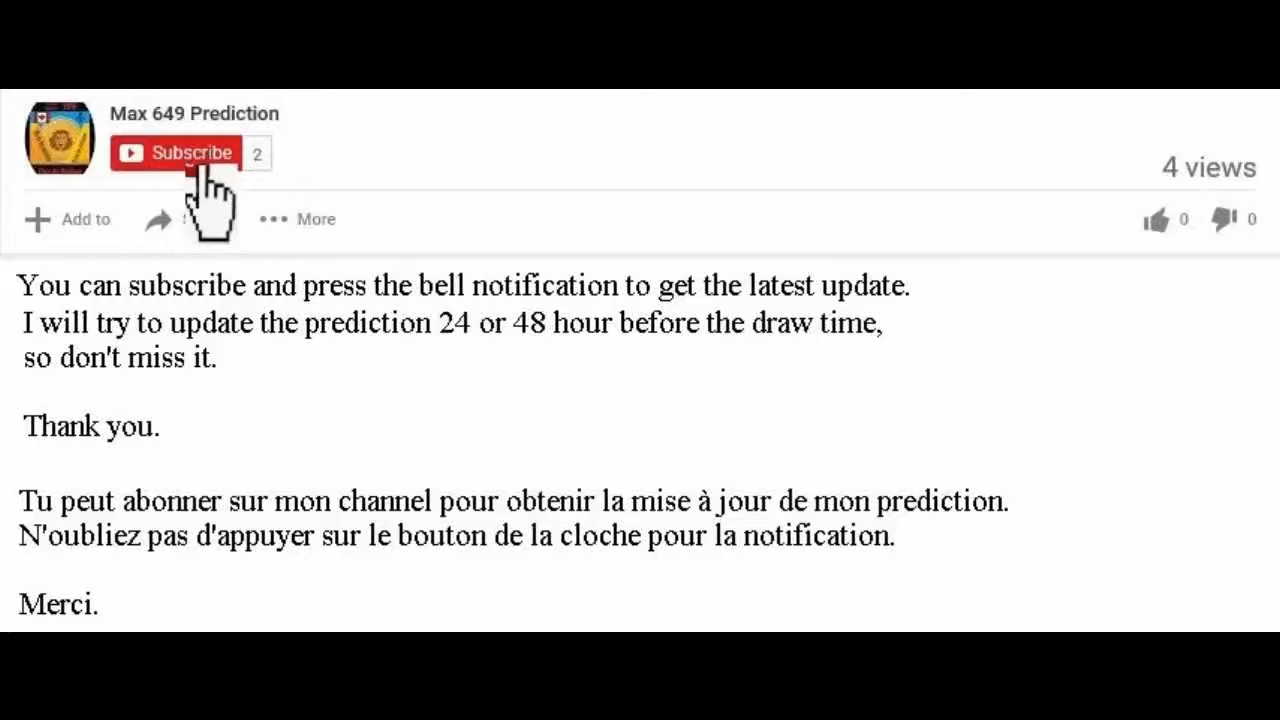 Max 649 Prediction
Subscribe 2
4 views
Add to
More
0 0
You can subscribe and press the bell notification to get the latest update.
I will try to update the prediction 24 or 48 hour before the draw time,
so don't miss it.
Thank you.
Tu peut abonner sur mon channel pour obtenir la mise à jour de mon prediction.
N'oubliez pas d'appuyer sur le bouton de la cloche pour la notification.
Merci.